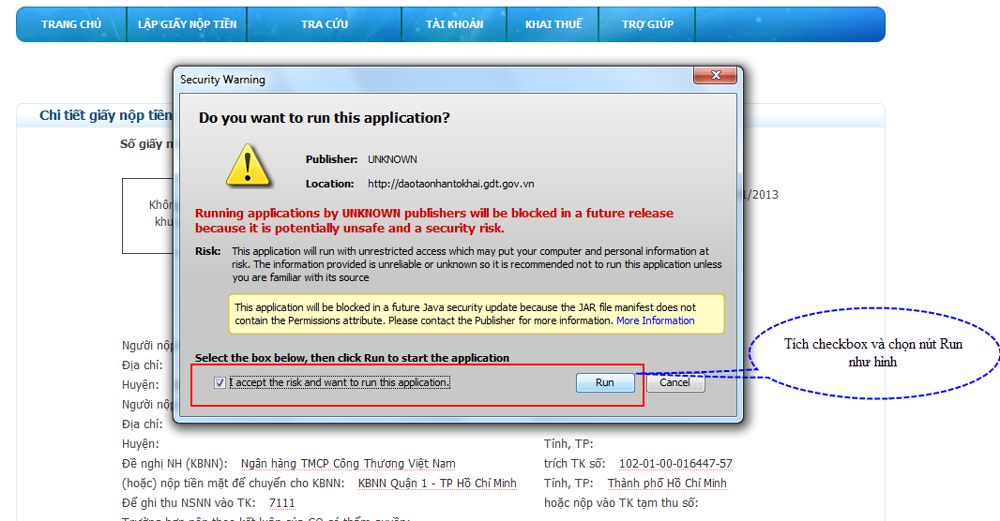 TRANG CHỦ LẬP GIẤY NỘP TIỀN TRA CỨU TÀI KHOẢN KHAI THUẾ TRỢ GIÚP
Security Warning
Chi tiết giấy nộp tiền
Do you want to run this application?
Số giấy
Publisher: UNKNOWN
Location: http://daotaonhantokhai.gdt.gov.vn
1/2013
Running applications by UNKNOWN publishers will be blocked in a future release
because it is potentially unsafe and a security risk.
Risk: This application will run with unrestricted access which may put your computer and personal information at
risk. The information provided is unreliable or unknown so it is recommended not to run this application unless
you are familiar with its source
This application will be blocked in a future Java security update because the JAR file manifest does not
contain the Permissions attribute. Please contact the Publisher for more information. More Information
Tích checkbox và chọn nút Run
như hình
Người nộp
Select the box below, then click Run to start the application
Địa chỉ:
I accept the risk and want to run this application. Run Cancel
Huyện:
Người nộp
Địa chỉ:
Huyện: Tỉnh, TP:
Đề nghị NH (KBNN): Ngân hàng TMCP Công Thương Việt Nam trích TK số: 102-01-00-016447-57
(hoặc) nộp tiền mặt để chuyển cho KBNN: KBNN Quận 1 - TP Hồ Chí Minh Tỉnh, TP: Thành phố Hồ Chí Minh
Để ghi thu NSNN vào TK: 7111 hoặc nộp vào TK tạm thu số: